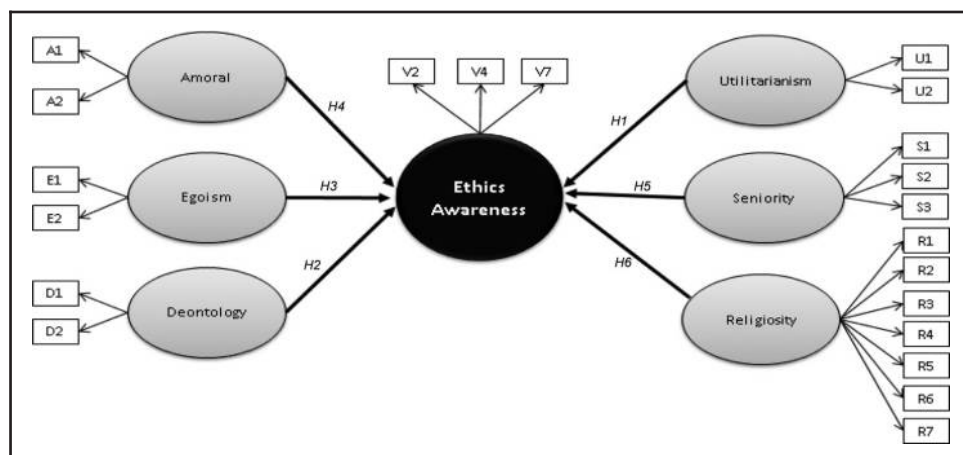 A1
A2
Amoral
H4
V2
V4
V7
H1
Utilitarianism
U1
U2
E1
E2
Egoism
H3
Ethics
Awareness
H5
Seniority
S1
S2
S3
D1
D2
Deontology
H2
H6
Religiosity
R1
R2
R3
R4
R5
R6
R7